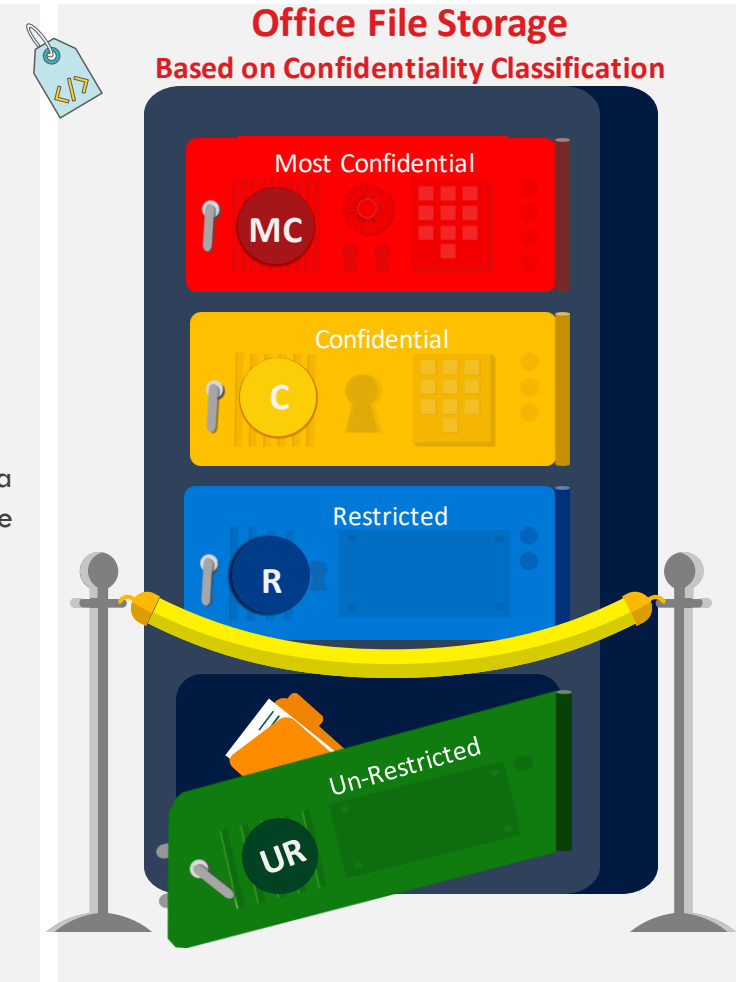 Office File Storage
Based on Confidentiality Classification
</>
Most Confidential
MC
Confidential
C
a
e
Restricted
R
Un-Restricted
UR